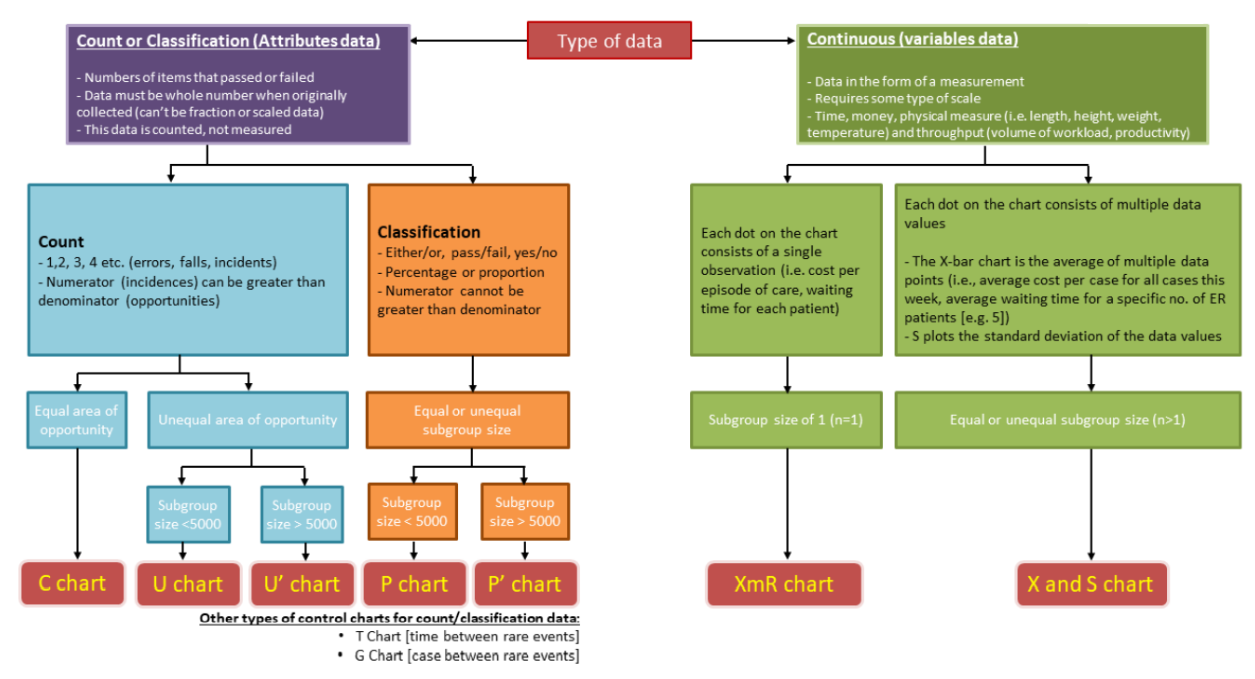 Type of data
Count or Classification (Attributes data)
- Numbers of items that passed or failed
- Data must be whole number when originally
collected (can't be fraction or scaled data)
- This data is counted, not measured
Continuous (variables data)
- Data in the form of a measurement
- Requires some type of scale
- Time, money, physical measure (i.e. length, height, weight,
temperature) and throughput (volume of workload, productivity)
Count
- 1,2, 3, 4 etc. (errors, falls, incidents)
- Numerator (incidences) can be greater than
denominator (opportunities)
Classification
- Either/or, pass/fail, yes/no
- Percentage or proportion
- Numerator cannot be
greater than denominator
Each dot on the chart
consists of a single
observation (i.e. cost per
episode of care, waiting
time for each patient)
Each dot on the chart consists of multiple data
values
- The X-bar chart is the average of multiple data
points (i.e., average cost per case for all cases this
week, average waiting time for a specific no. of ER
patients [e.g. 5])
- S plots the standard deviation of the data values
Equal area of
opportunity
Unequal area of opportunity
Equal or unequal
subgroup size
Subgroup size of 1 (n=1)
Equal or unequal subgroup size (n>1)
Subgroup
size <5000
Subgroup
size > 5000
Subgroup
size < 5000
Subgroup
size > 5000
C chart
U chart
U’ chart
P chart
P’ chart
XmR chart
X and S chart
Other types of control charts for count/classification data:
• T Chart [time between rare events]
• G Chart [case between rare events]